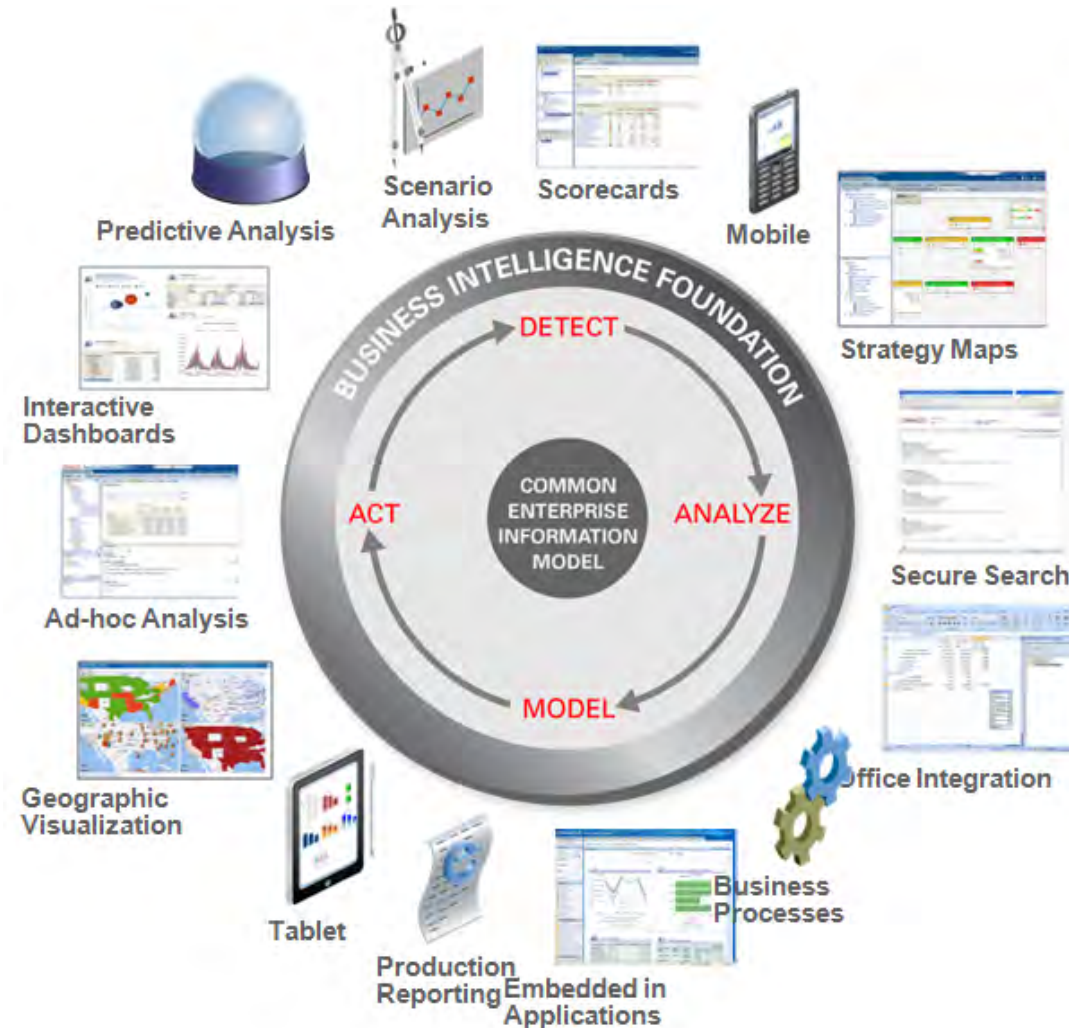 Scenario
Analysis
Scorecards
Predictive Analysis
Mobile
BUSINESS INTELLIGENCE FOUNDATION
DETECT
Strategy Maps
Interactive
Dashboards
COMMON
ENTERPRISE
INFORMATION
MODEL
ACT
ANALYZE
Secure Search
Ad-hoc Analysis
MODEL
Office Integration
Geographic
Visualization
Business
Processes
Tablet
Production
Reporting
Embedded in
Applications